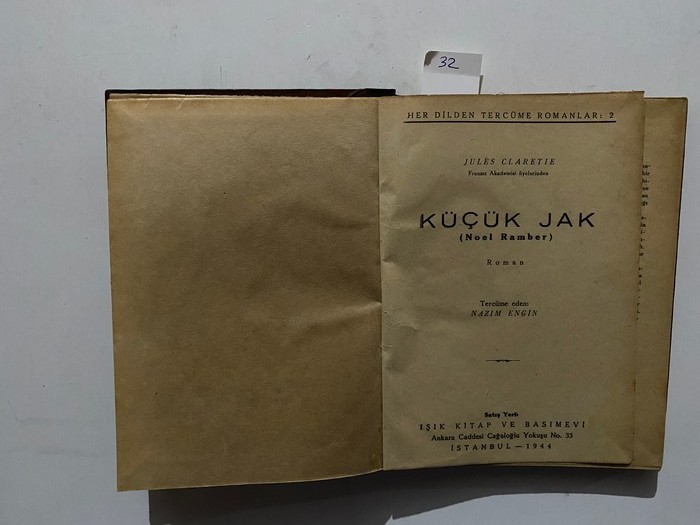 32
HER DİLDEN TERCÜME ROMANLAR: 2
JULES CLARETIE
Fransız Akademisi üyelerinden
KÜÇÜK JAK
(Noel Ramber)
Roman
Tercüme eden:
NAZIM ENGİN
Satış Yeri:
IŞIK KİTAP VE BASIMEVİ
Ankara Caddesi Cağaloğlu Yokuşu No. 33
İSTANBUL — 1944